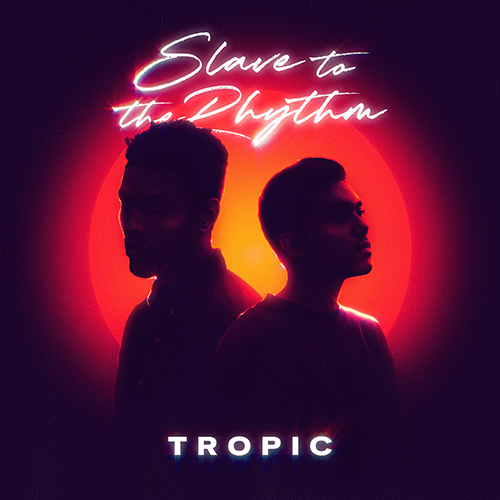 Slave to
the Rhythm
TROPIC